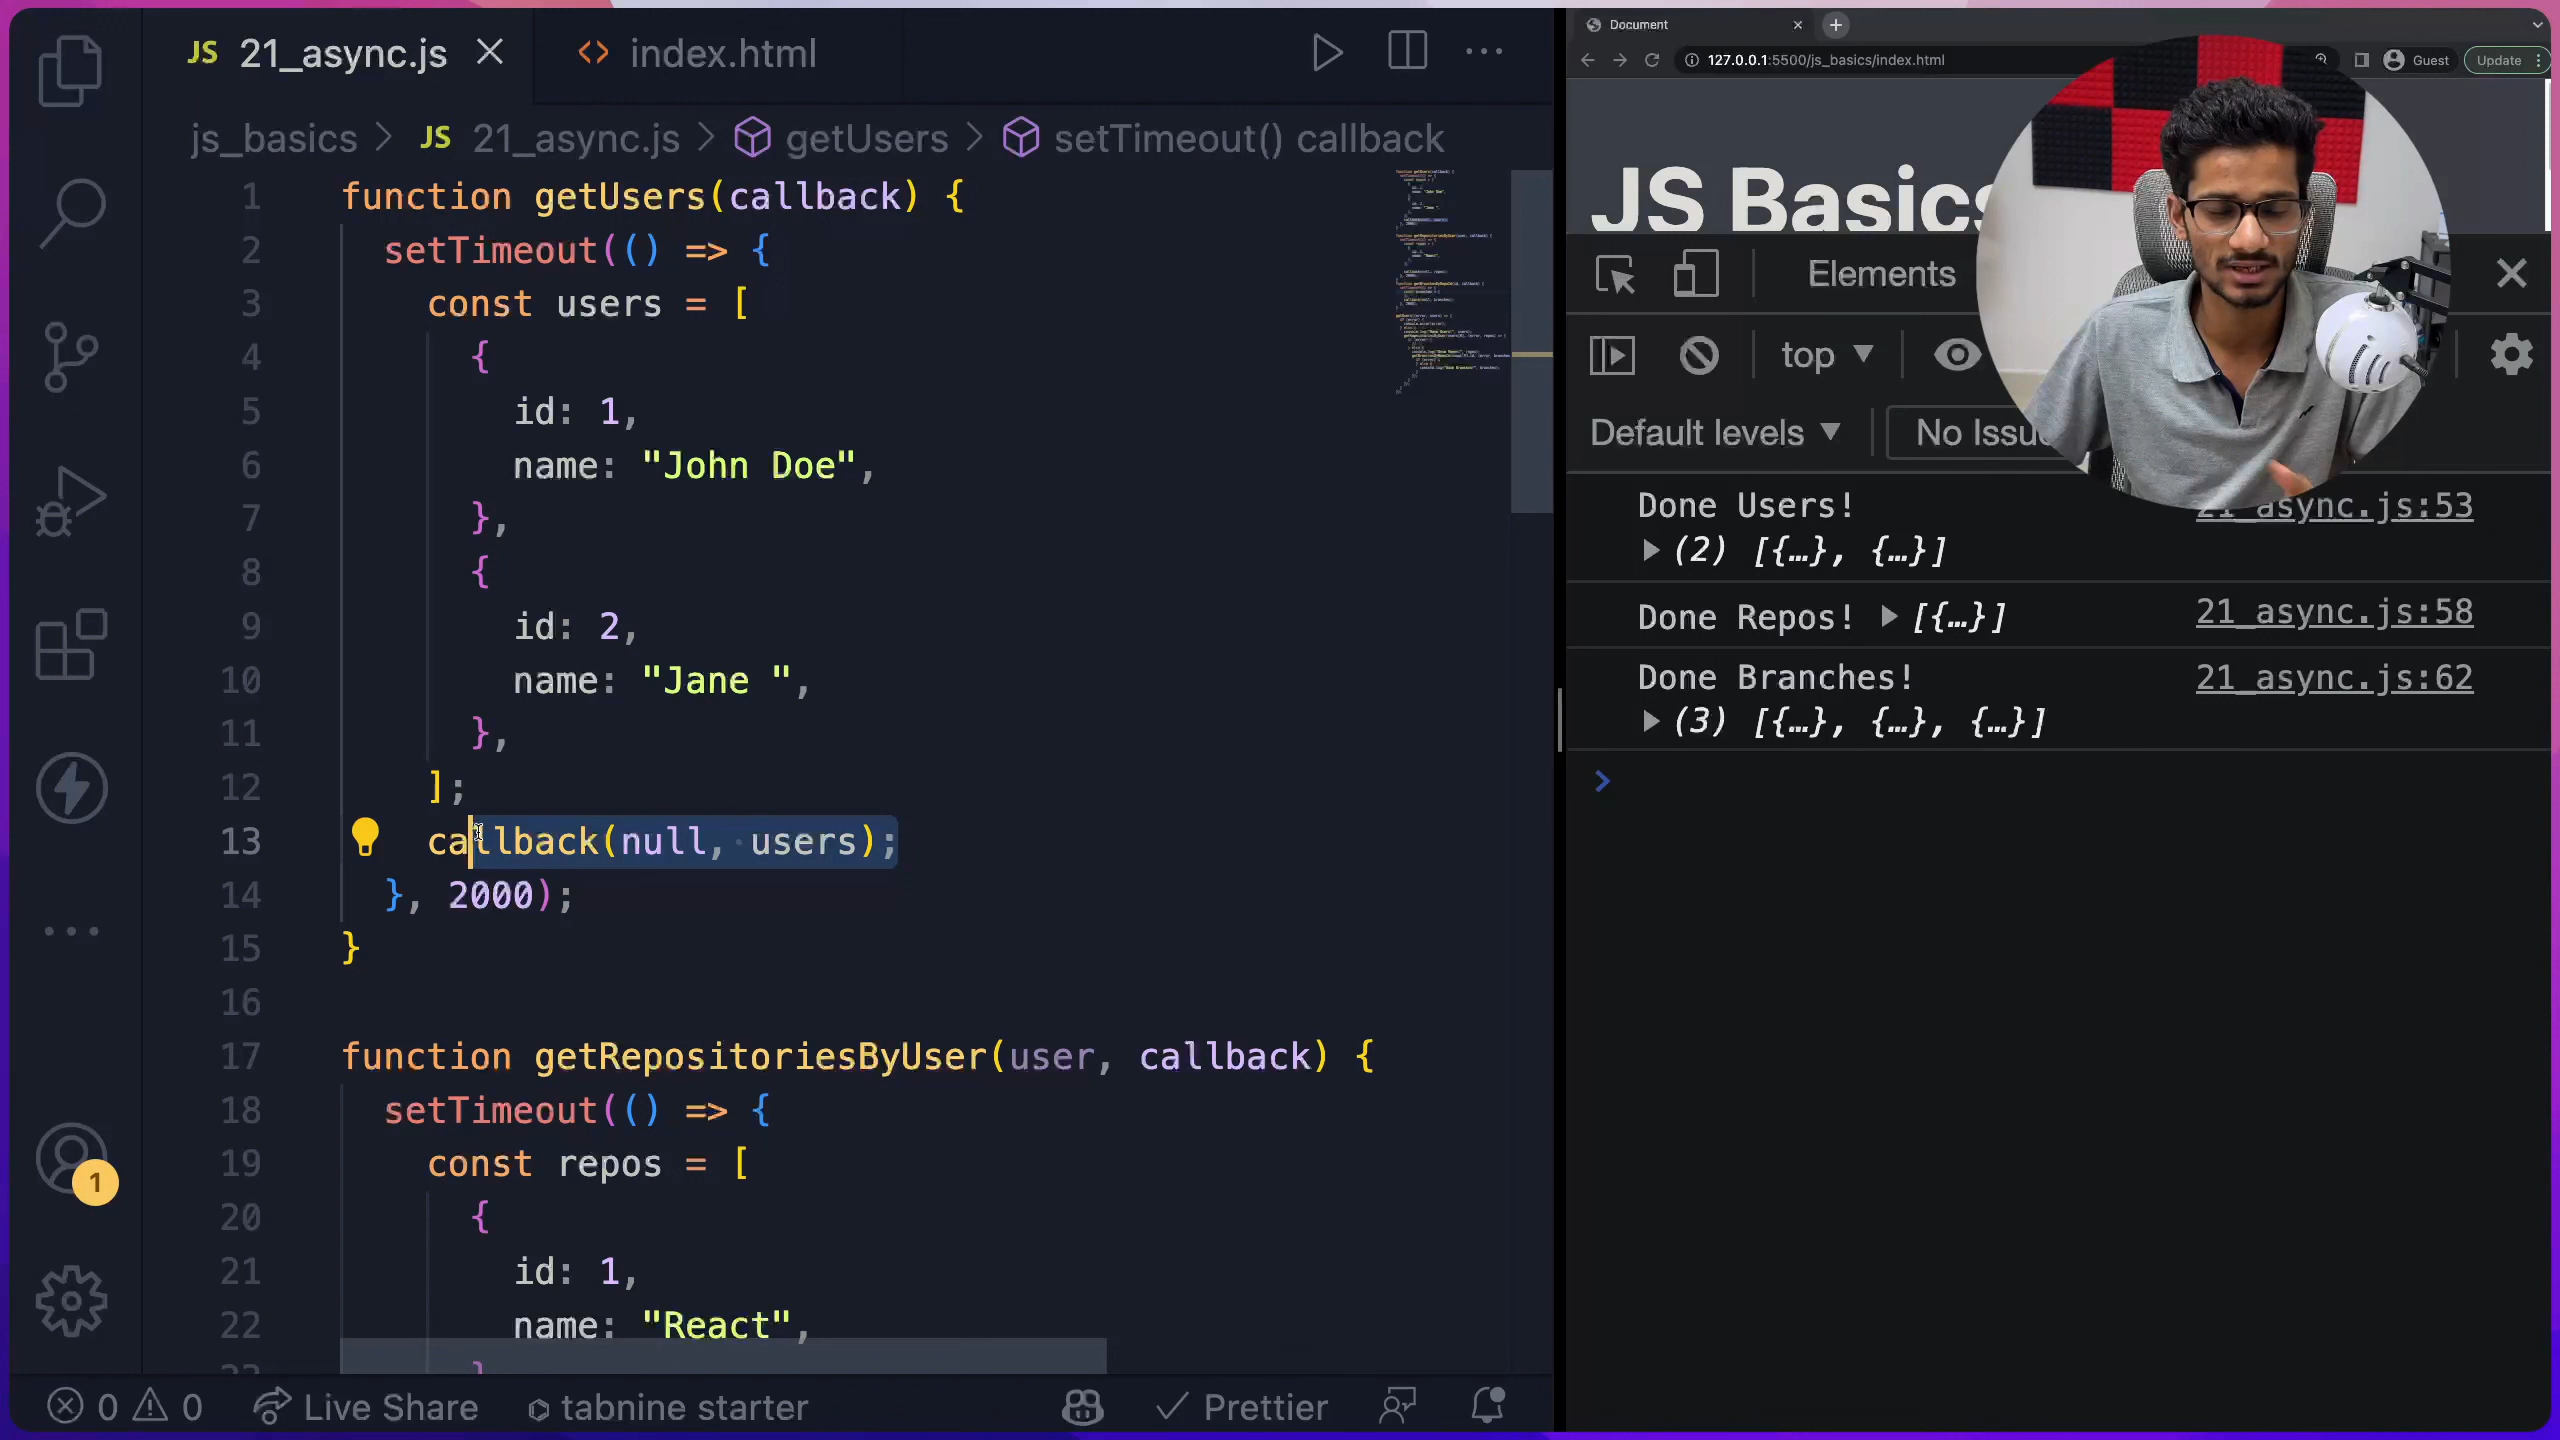 JS 21_async.js
index.html
js_basics > JS 21_async.js > getUsers > setTimeout() callback
1 function getUsers(callback) {
2 setTimeout(() => {
3 const users = [
4 {
5 id: 1,
6 name: "John Doe",
7 },
8 {
9 id: 2,
10 name: "Jane ",
11 },
12 ];
13 callback(null, users);
14 }, 2000);
15 }
16
17 function getRepositoriesByUser(user, callback) {
18 setTimeout(() => {
19 const repos = [
20 {
21 id: 1,
22 name: "React",
1
0 0 Live Share tabnine starter Prettier
Document
127.0.0.1:5500/js_basics/index.html
Guest
Update
JS Basics
Elements
top
Default levels
No Issu
Done Users! 21_async.js:53
(2) [{…}, {…}]
Done Repos! [{…}] 21_async.js:58
Done Branches! 21_async.js:62
(3) [{…}, {…}, {…}]